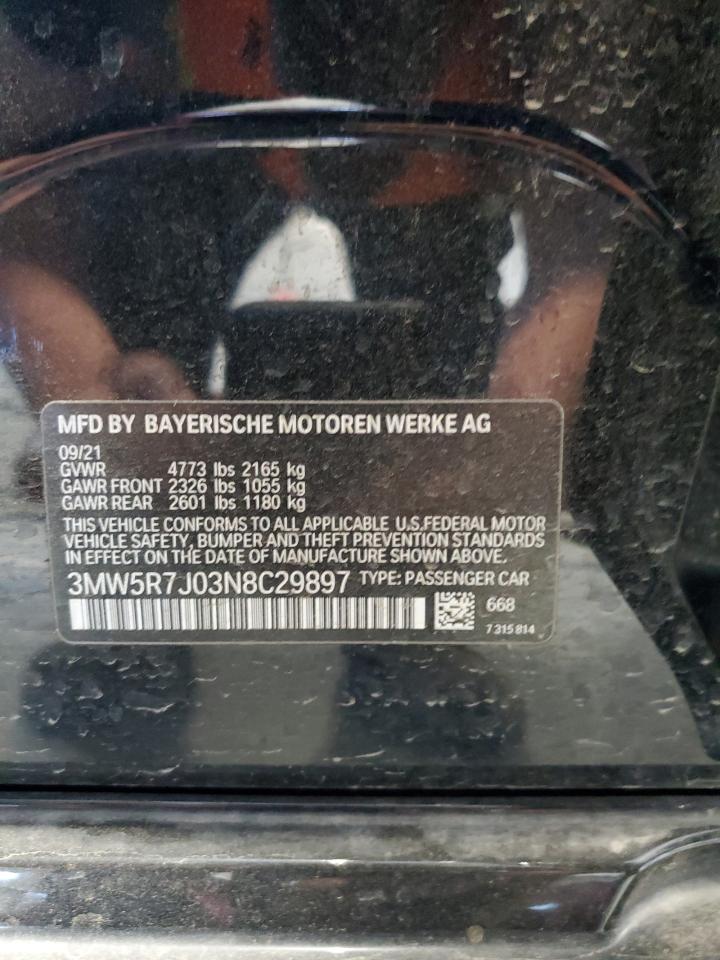 MFD BY BAYERISCHE MOTOREN WERKE AG
09/21
GVWR 4773 lbs 2165 kg
GAWR FRONT 2326 lbs 1055 kg
GAWR REAR 2601 lbs 1180 kg
THIS VEHICLE CONFORMS TO ALL APPLICABLE U.S.FEDERAL MOTOR
VEHICLE SAFETY, BUMPER AND THEFT PREVENTION STANDARDS
IN EFFECT ON THE DATE OF MANUFACTURE SHOWN ABOVE.
3MW5R7J03N8C29897 TYPE: PASSENGER CAR
668
7 315 814